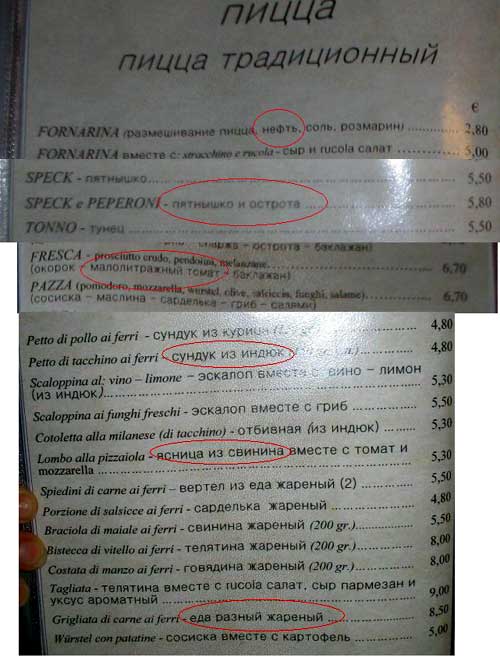 пицца
пицца традиционный
€
FORNARINA (размешивание пицца, нефть, соль, розмарин) ............ 2,80
FORNARINA вместе с: stracchino e rucola - сыр и rucola салат ........ 5,00
SPECK - пятнышко ............ 5,50
SPECK e PEPERONI - пятнышко и острота ............ 5,80
TONNO - тунец ............ 5,50
спаржа - острота - баклажан)
FRESCA - prosciutto crudo, pendoini, melanzane,
(окорок - малолитражный томат - баклажан) ............ 6,70
PAZZA (pomodoro, mozzarella, wurstel, olive, salciccia, funghi, salame)
(сосиска - маслина - сарделька - гриб - салями) ............ 6,70
Petto di pollo ai ferri - сундук из курица ............ 4,80
Petto di tacchino ai ferri - сундук из индюк ............ 4,80
Scaloppina al: vino – limone – эскалоп вместе с вино – лимон
(из индюк) ............ 5,30
Scaloppina ai funghi freschi - эскалоп вместе с гриб ............ 5,50
Cotoletta alla milanese (di tacchino) - отбивная (из индюк) ............ 5,30
Lombo alla pizzaiola - ясница из свинина вместе с томат и
mozzarella ............ 5,30
Spiedini di carne ai ferri – вертел из еда жареный (2) ............ 5,50
Porzione di salsicce ai ferri - сарделька жареный ............ 4,80
Braciola di maiale ai ferri - свинина жареный (200 gr.) ............ 5,50
Bistecca di vitello ai ferri - телятина жареный (200 gr.) ............ 8,00
Costata di manzo ai ferri - говядина жареный (200 gr.) ............ 8,00
Tagliata - телятина вместе с rucola салат, сыр пармезан и
уксус ароматный ............ 9,00
Grigliata di carne ai ferri - еда разный жареный ............ 8,50
Würstel con patatine - сосиска вместе с картофель ............ 5,00